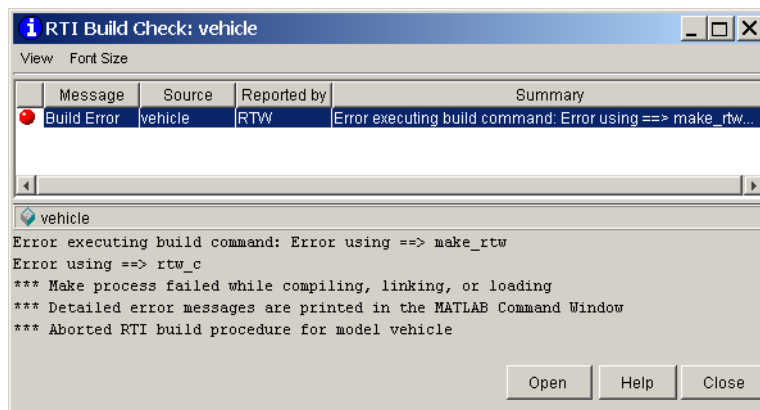 RTI Build Check: vehicle
View Font Size
Message Source Reported by Summary
Build Error vehicle RTW Error executing build command: Error using ==> make_rtw...
vehicle
Error executing build command: Error using ==> make_rtw
Error using ==> rtw_c
*** Make process failed while compiling, linking, or loading
*** Detailed error messages are printed in the MATLAB Command Window
*** Aborted RTI build procedure for model vehicle
Open Help Close